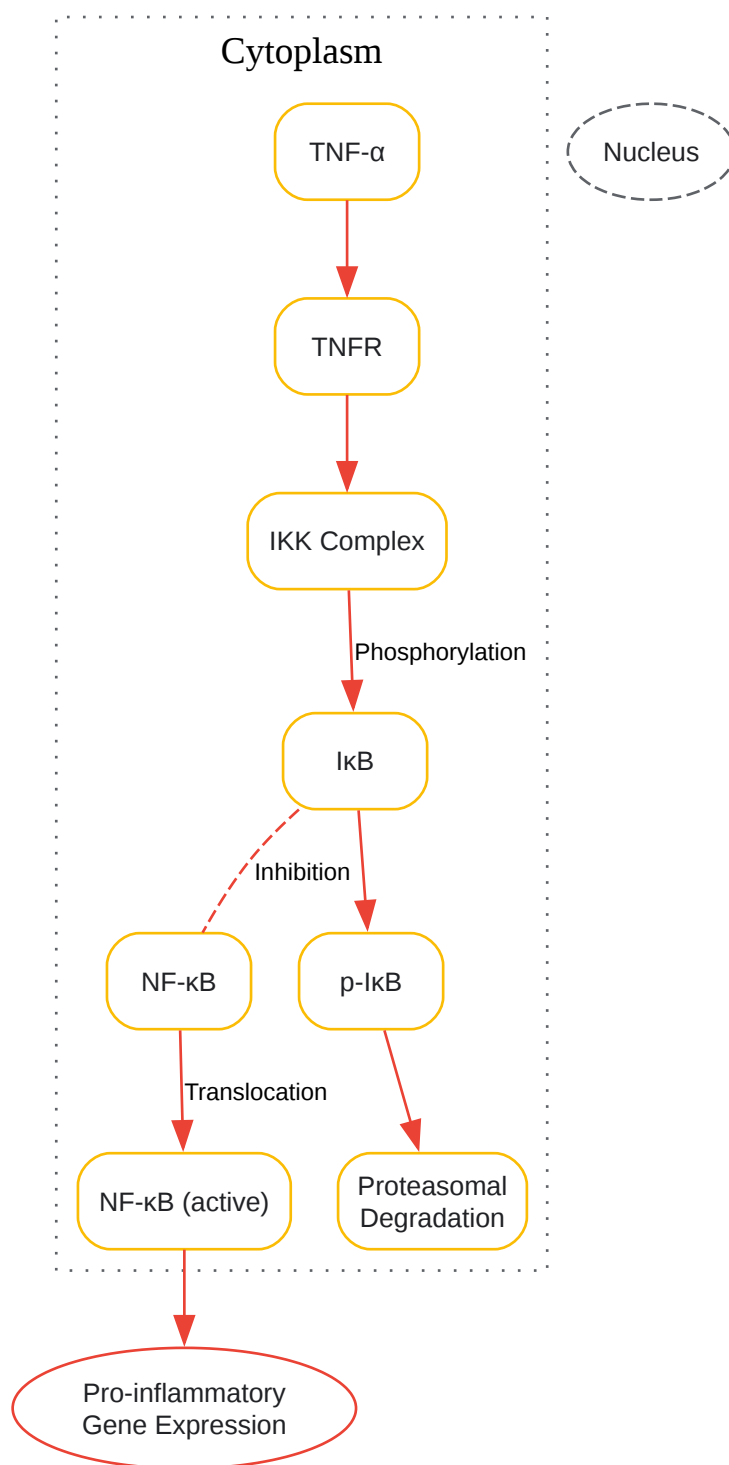 Cytoplasm
TNF-α
Nucleus
TNFR
IKK Complex
Phosphorylation
IκB
Inhibition
NF-κB
p-IκB
Translocation
NF-κB (active)
Proteasomal
Degradation
Pro-inflammatory
Gene Expression